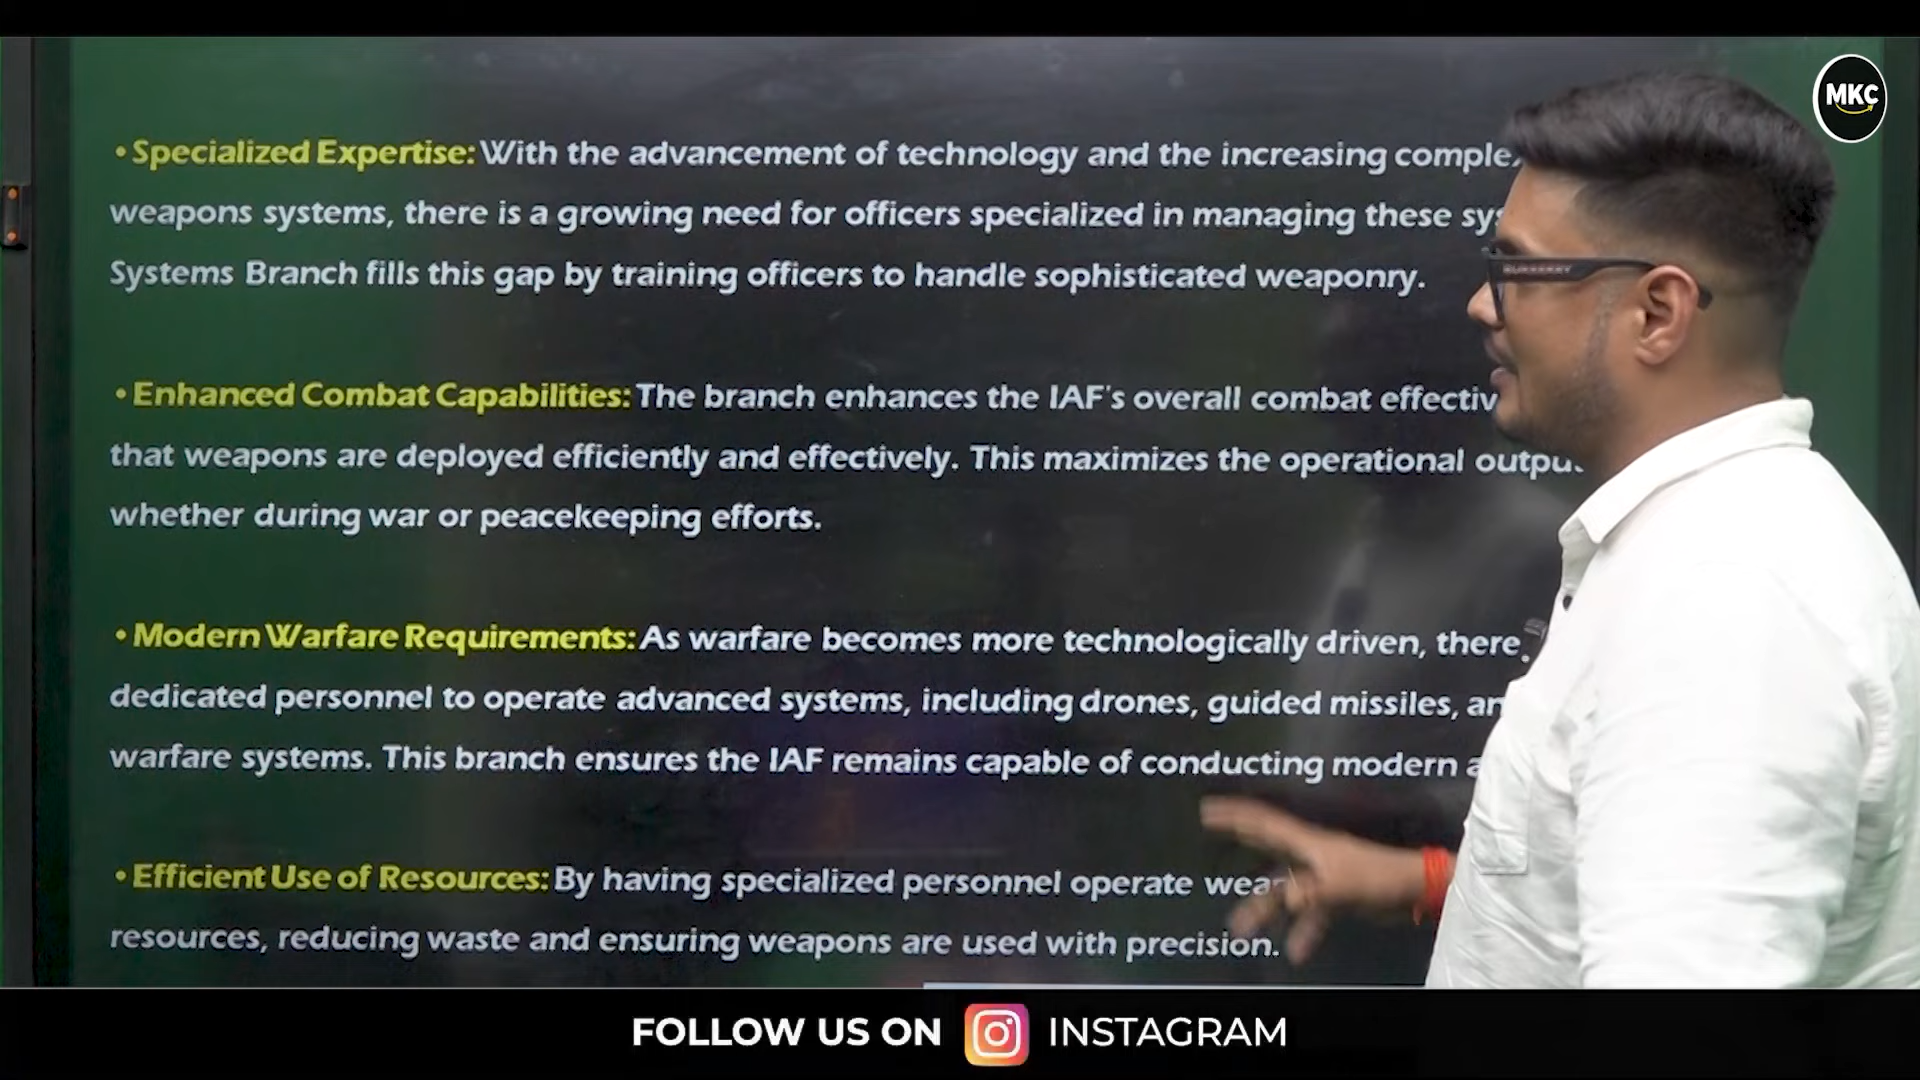 • Specialized Expertise: With the advancement of technology and the increasing
weapons systems, there is a growing need for officers specialized in managing these
Systems Branch fills this gap by training officers to handle sophisticated weaponry.
• Enhanced Combat Capabilities: The branch enhances the IAF's overall combat
that weapons are deployed efficiently and effectively. This maximizes the operational output
whether during war or peacekeeping efforts.
• Modern Warfare Requirements: As warfare becomes more technologically driven, there
dedicated personnel to operate advanced systems, including drones, guided missiles,
warfare systems. This branch ensures the IAF remains capable of conducting modern
• Efficient Use of Resources: By having specialized personnel operate
resources, reducing waste and ensuring weapons are used with precision.
MKC
BURBERRY
FOLLOW US ON INSTAGRAM